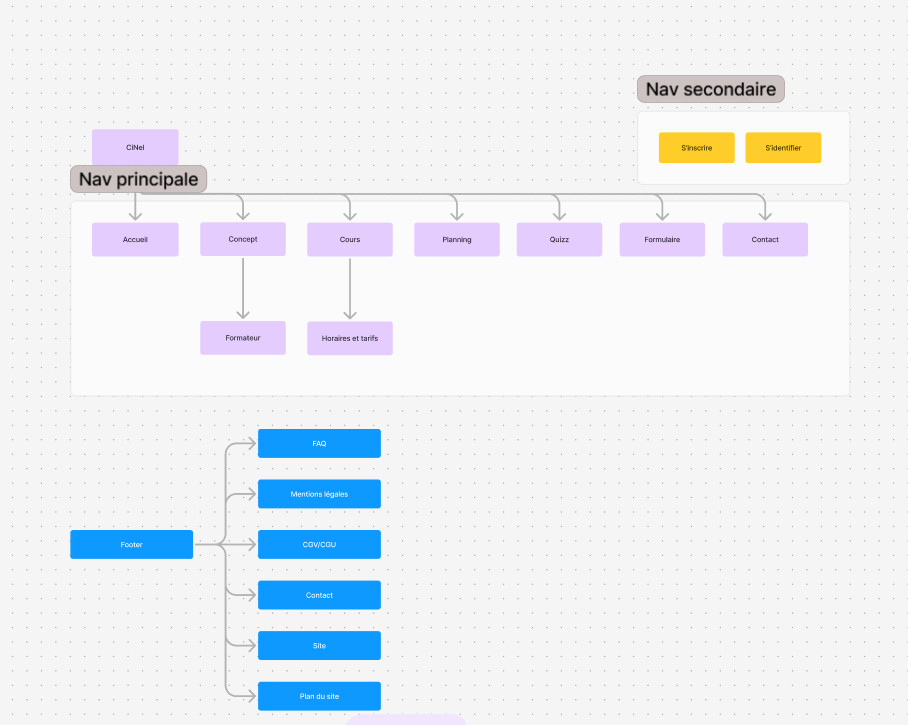 Nav secondaire
S'inscrire
S'identifier
CiNel
Nav principale
Accueil
Concept
Cours
Planning
Quizz
Formulaire
Contact
Formateur
Horaires et tarifs
FAQ
Mentions légales
Footer
CGV/CGU
Contact
Site
Plan du site